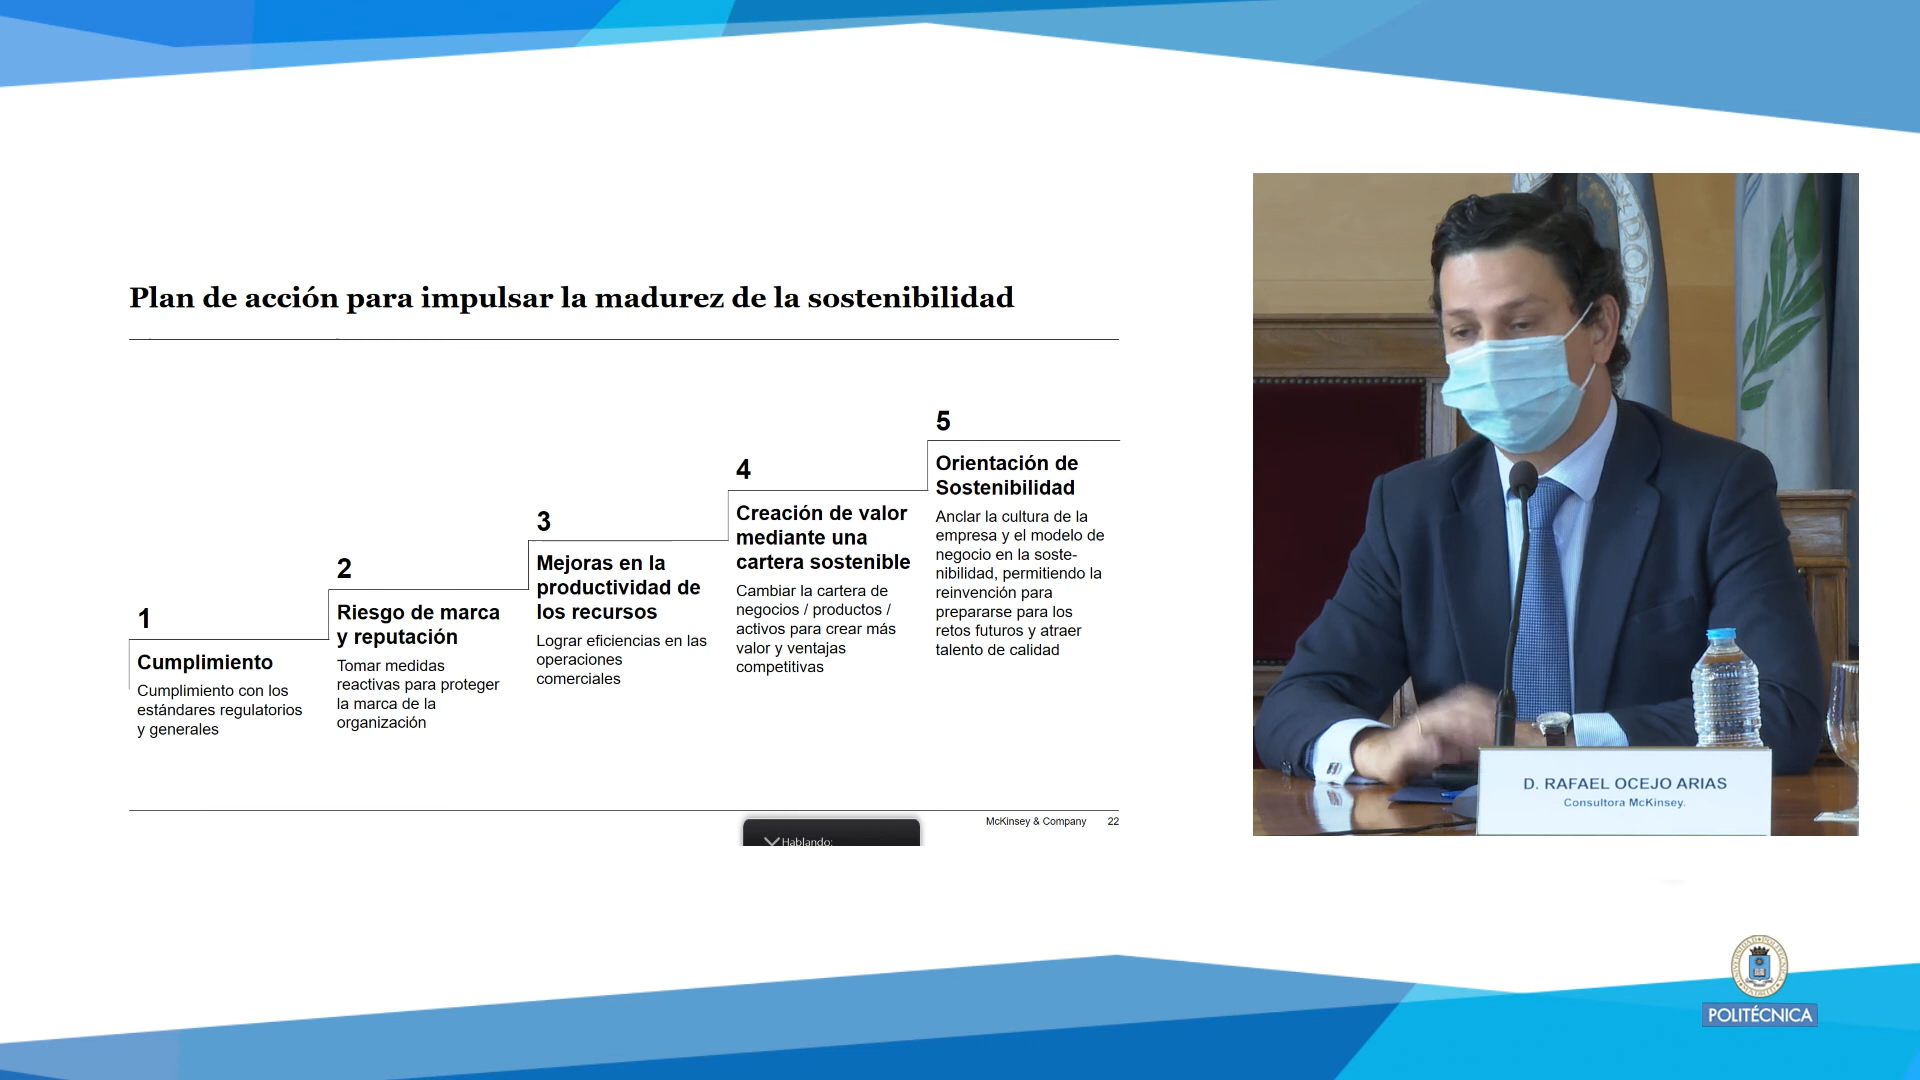 Plan de acción para impulsar la madurez de la sostenibilidad
1
Cumplimiento
Cumplimiento con los
estándares regulatorios
y generales
2
Riesgo de marca
y reputación
Tomar medidas
reactivas para proteger
la marca de la
organización
3
Mejoras en la
productividad de
los recursos
Lograr eficiencias en las
operaciones
comerciales
4
Creación de valor
mediante una
cartera sostenible
Cambiar la cartera de
negocios / productos /
activos para crear más
valor y ventajas
competitivas
5
Orientación de
Sostenibilidad
Anclar la cultura de la
empresa y el modelo de
negocio en la soste-
nibilidad, permitiendo la
reinvención para
prepararse para los
retos futuros y atraer
talento de calidad
McKinsey & Company 22
Hablando:
D. RAFAEL OCEJO ARIAS
Consultora McKinsey.
POLITÉCNICA